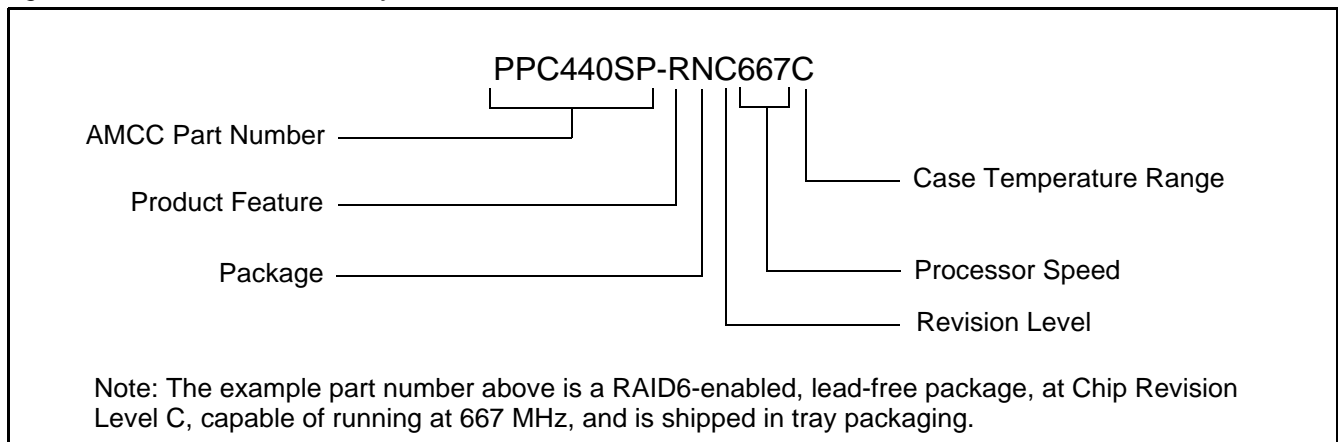 PPC440SP-RNC667C
AMCC Part Number
Case Temperature Range
Product Feature
Package
Processor Speed
Revision Level
Note: The example part number above is a RAID6-enabled, lead-free package, at Chip Revision
Level C, capable of running at 667 MHz, and is shipped in tray packaging.